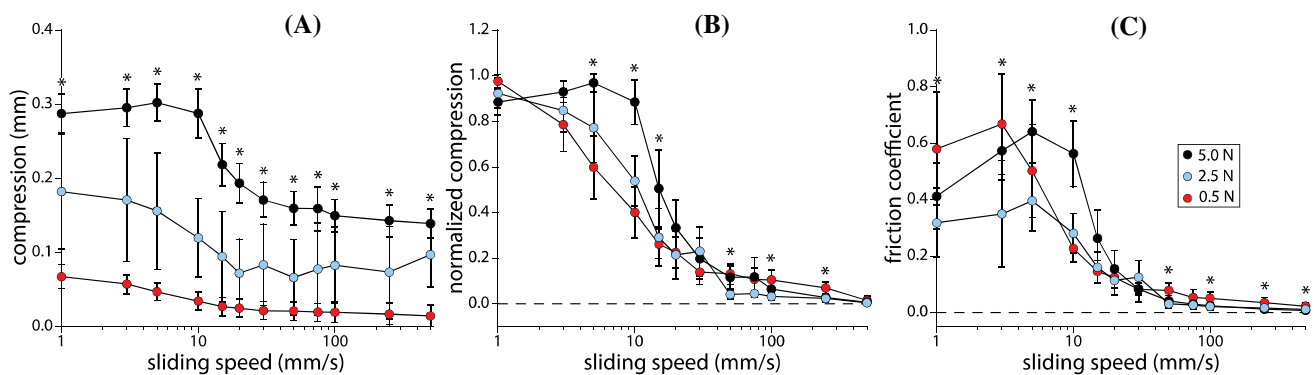 (A)
compression (mm)
0.4
0.3
0.2
0.1
0.0
* * * * * * * * * * * *
1
10
100
sliding speed (mm/s)
(B)
normalized compression
1.2
1.0
0.8
0.6
0.4
0.2
0.0
* * * * *
1
10
100
sliding speed (mm/s)
(C)
friction coefficient
0.8
0.6
0.4
0.2
0.0
* * * * * * * *
1
10
100
sliding speed (mm/s)
5.0 N
2.5 N
0.5 N